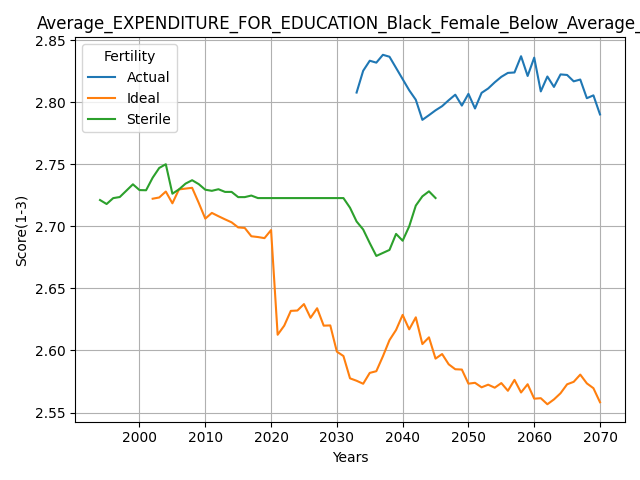 Average_EXPENDITURE_FOR_EDUCATION_Black_Female_Below_Average_
Fertility
Actual
Ideal
Sterile
Score(1-3)
2.85
2.80
2.75
2.70
2.65
2.60
2.55
2000 2010 2020 2030 2040 2050 2060 2070
Years